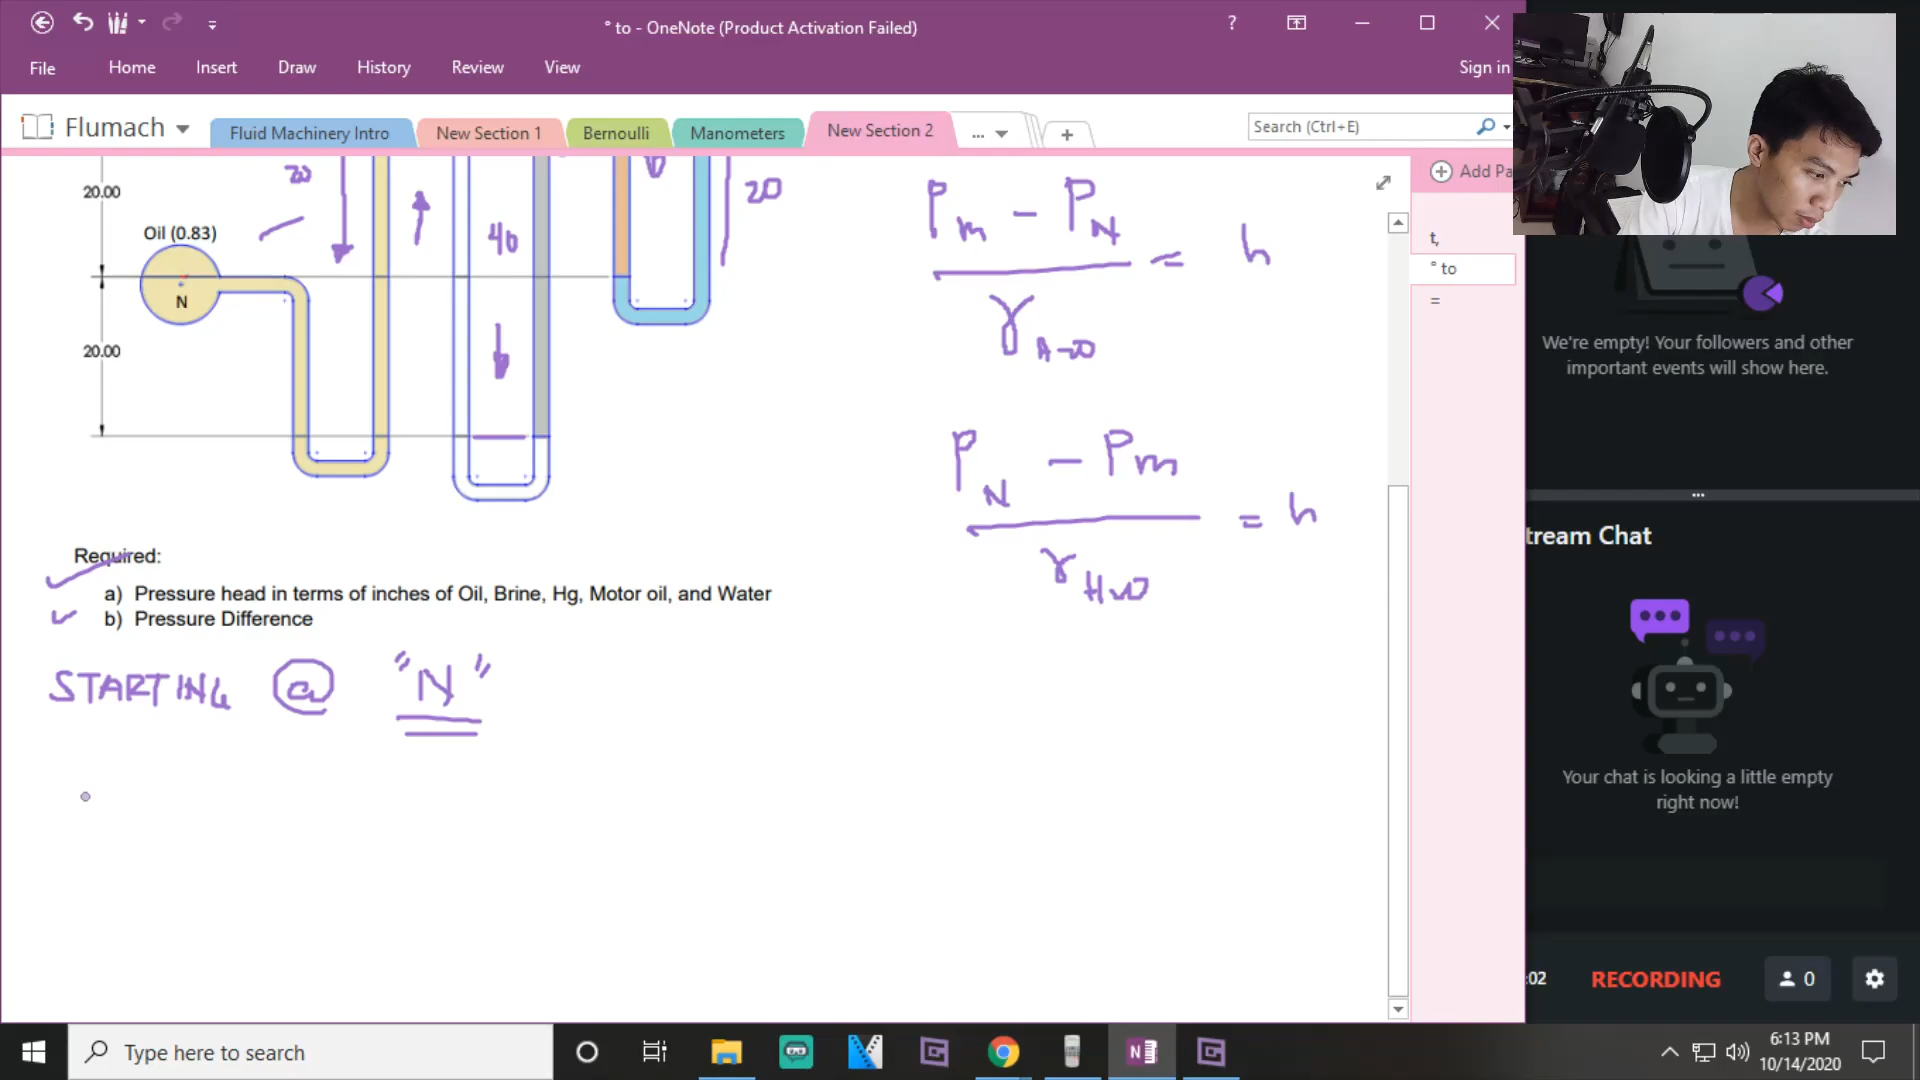 ° to - OneNote (Product Activation Failed)
?
File
Home
Insert
Draw
History
Review
View
Sign in
Flumach
Fluid Machinery Intro
New Section 1
Bernoulli
Manometers
New Section 2
...
+
Search (Ctrl+E)
Add Pa
t,
° to
=
20.00
20
40
20
Oil (0.83)
N
20.00
Pm - PN
= h
γ H2O
PN - Pm
= h
γ H2O
Required:
a) Pressure head in terms of inches of Oil, Brine, Hg, Motor oil, and Water
b) Pressure Difference
STARTING @ "N"
We're empty! Your followers and other
important events will show here.
...
tream Chat
Your chat is looking a little empty
right now!
:02
RECORDING
0
Type here to search
N
6:13 PM
10/14/2020